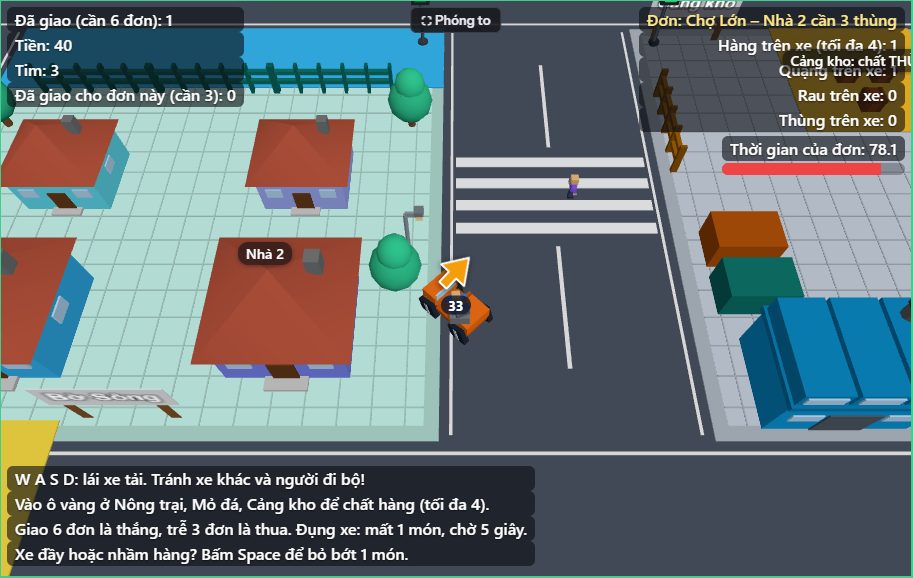 Cảng kho
Đã giao (cần 6 đơn): 1
Phóng to
Đơn: Chợ Lớn – Nhà 2 cần 3 thùng
Tiền: 40
Hàng trên xe (tối đa 4): 1
Cảng kho: chất THÙ
Tim: 3
Quặng trên xe: 1
Đã giao cho đơn này (cần 3): 0
Rau trên xe: 0
Thùng trên xe: 0
Thời gian của đơn: 78.1
Nhà 2
33
Bờ Sông
W A S D: lái xe tải. Tránh xe khác và người đi bộ!
Vào ô vàng ở Nông trại, Mỏ đá, Cảng kho để chất hàng (tối đa 4).
Giao 6 đơn là thắng, trễ 3 đơn là thua. Đụng xe: mất 1 món, chờ 5 giây.
Xe đầy hoặc nhầm hàng? Bấm Space để bỏ bớt 1 món.